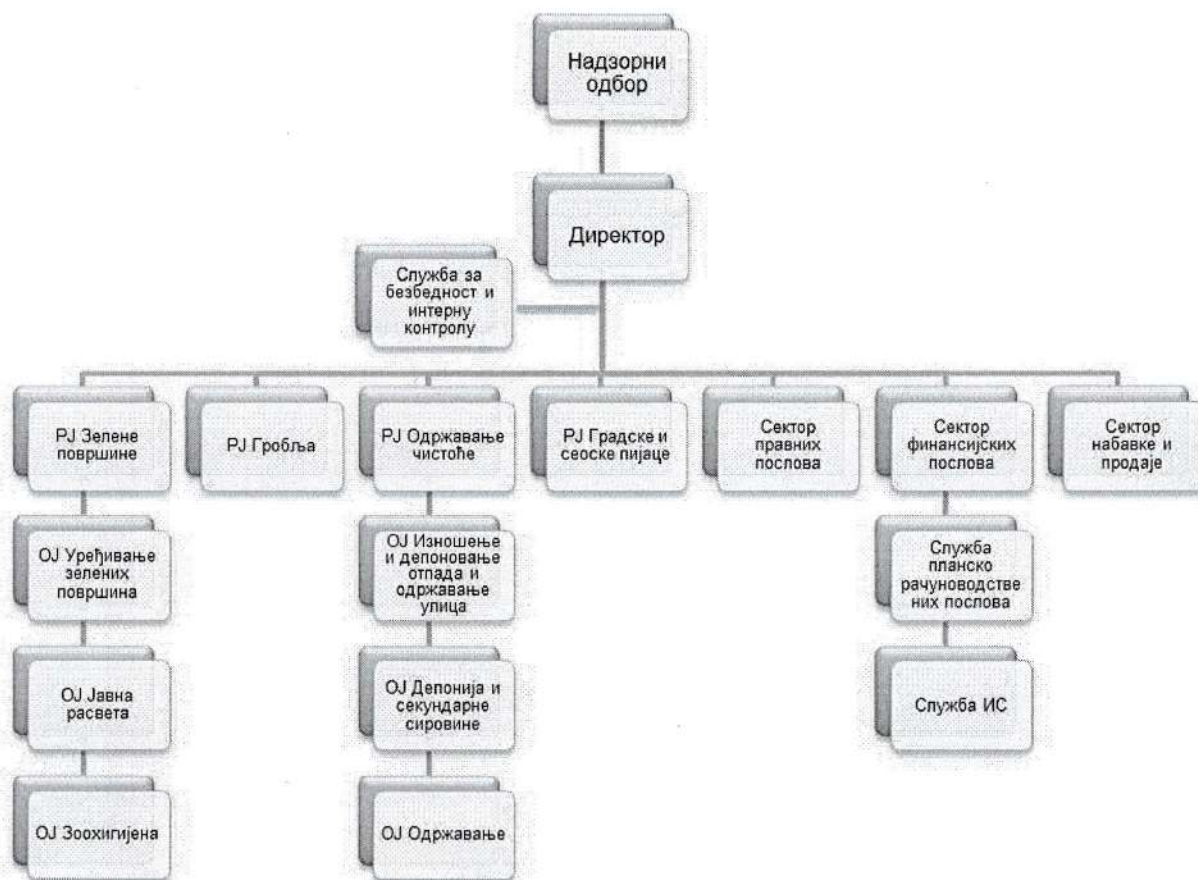 Надзорни
одбор
Директор
Служба за
безбедност и
интерну
контролу
РЈ Зелене
површине
РЈ Гробља
РЈ Одржавање
чистоће
РЈ Градске и
сеоске пијаце
Сектор
правних
послова
Сектор
финансијских
послова
Сектор
набавке и
продаје
ОЈ Уређивање
зелених
површина
ОЈ Изношење
и депоновање
отпада и
одржавање
улица
Служба
планско
рачуноводстве
них послова
ОЈ Јавна
расвета
ОЈ Депонија и
секундарне
сировине
Служба ИС
ОЈ Зоохигијена
ОЈ Одржавање